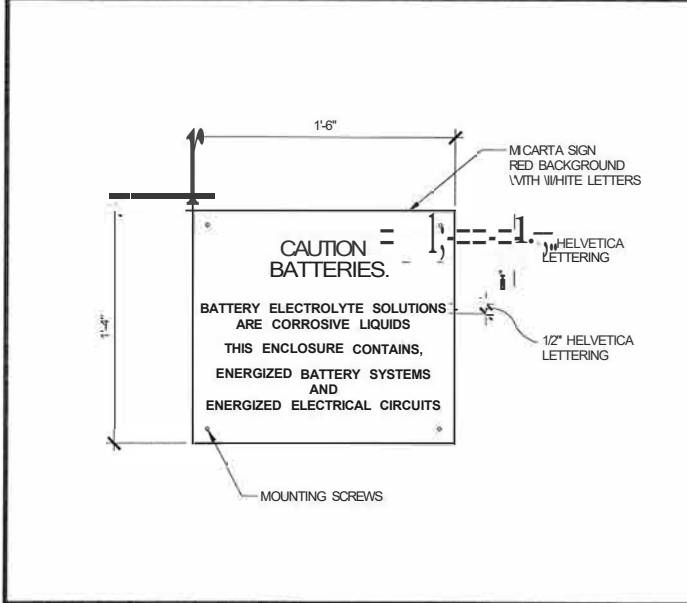 1'-6"
MICARTA SIGN
RED BACKGROUND
WITH WHITE LETTERS
CAUTION
BATTERIES.
HELVETICA
LETTERING
BATTERY ELECTROLYTE SOLUTIONS
ARE CORROSIVE LIQUIDS
1'-4"
THIS ENCLOSURE CONTAINS,
1/2" HELVETICA
LETTERING
ENERGIZED BATTERY SYSTEMS
AND
ENERGIZED ELECTRICAL CIRCUITS
MOUNTING SCREWS